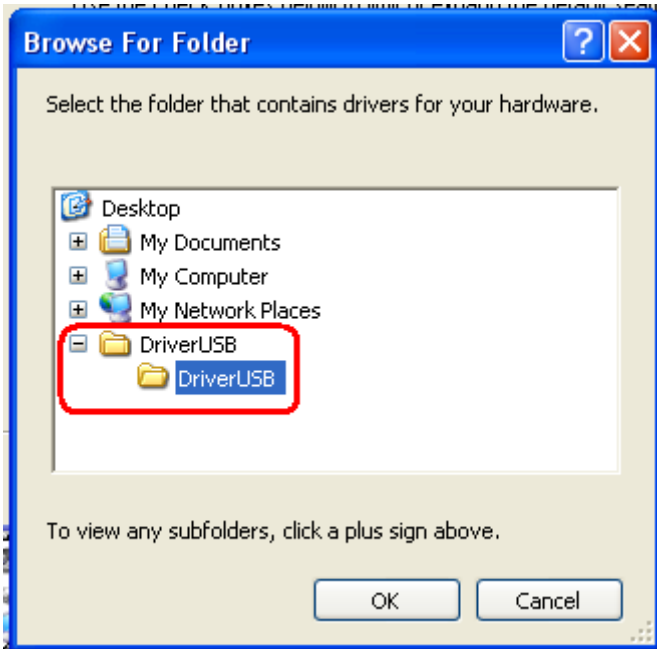 Browse For Folder
Select the folder that contains drivers for your hardware.
Desktop
My Documents
My Computer
My Network Places
DriverUSB
DriverUSB
To view any subfolders, click a plus sign above.
OK Cancel